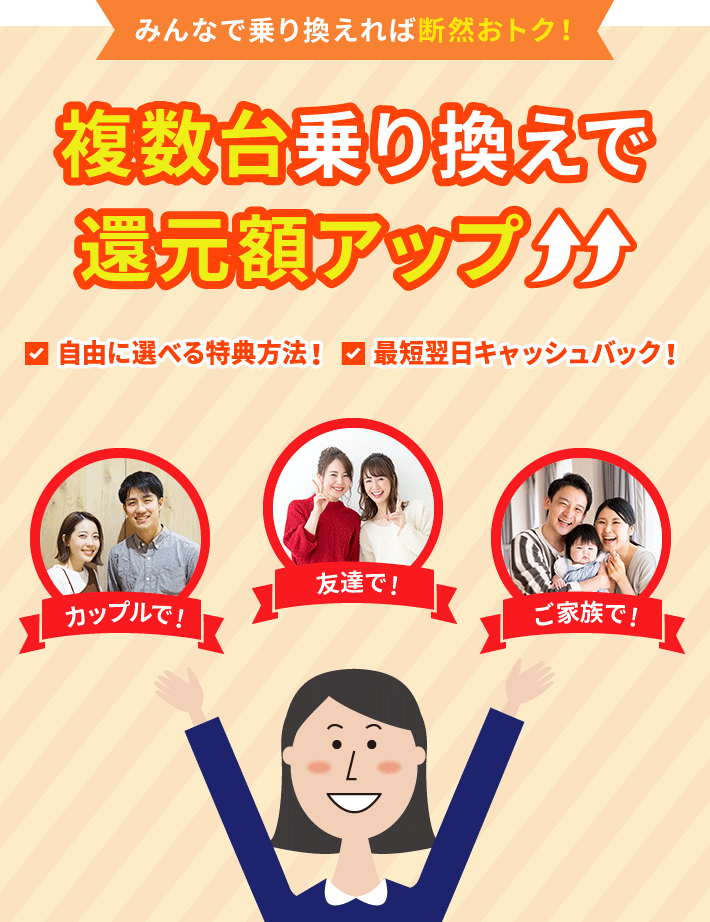 みんなで乗り換えれば断然おトク!
複数台乗り換えで
還元額アップ
自由に選べる特典方法! 最短翌日キャッシュバック!
カップルで! 友達で! ご家族で!